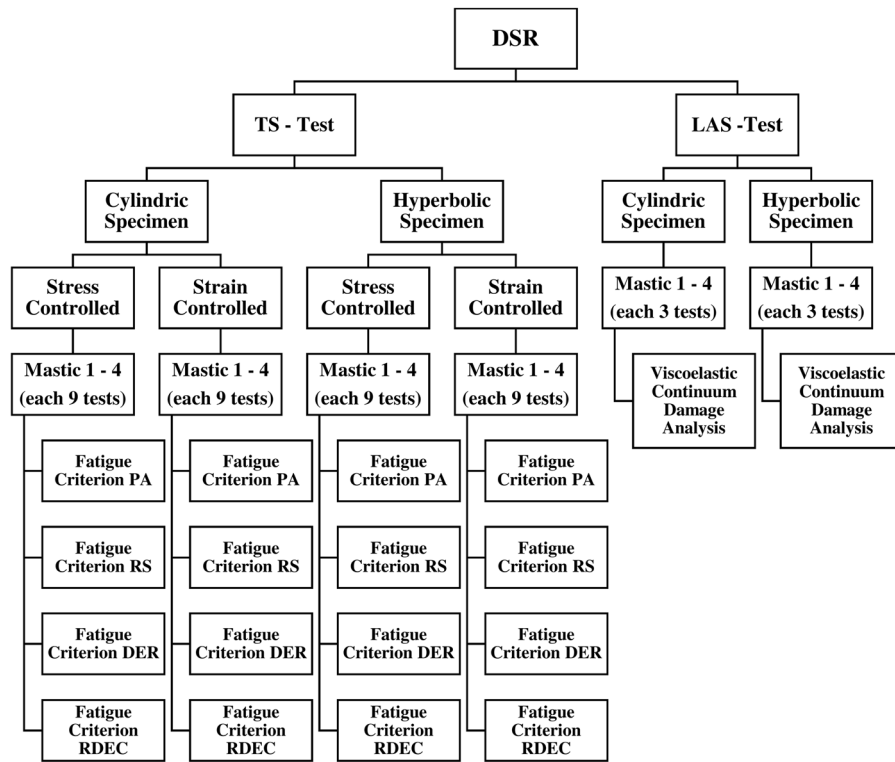 DSR
TS - Test
LAS -Test
Cylindric
Specimen
Hyperbolic
Specimen
Cylindric
Specimen
Hyperbolic
Specimen
Stress
Controlled
Strain
Controlled
Stress
Controlled
Strain
Controlled
Mastic 1 - 4
(each 3 tests)
Mastic 1 - 4
(each 3 tests)
Mastic 1 - 4
(each 9 tests)
Mastic 1 - 4
(each 9 tests)
Mastic 1 - 4
(each 9 tests)
Mastic 1 - 4
(each 9 tests)
Viscoelastic
Continuum
Damage
Analysis
Viscoelastic
Continuum
Damage
Analysis
Fatigue
Criterion PA
Fatigue
Criterion PA
Fatigue
Criterion PA
Fatigue
Criterion PA
Fatigue
Criterion RS
Fatigue
Criterion RS
Fatigue
Criterion RS
Fatigue
Criterion RS
Fatigue
Criterion DER
Fatigue
Criterion DER
Fatigue
Criterion DER
Fatigue
Criterion DER
Fatigue
Criterion
RDEC
Fatigue
Criterion
RDEC
Fatigue
Criterion
RDEC
Fatigue
Criterion
RDEC